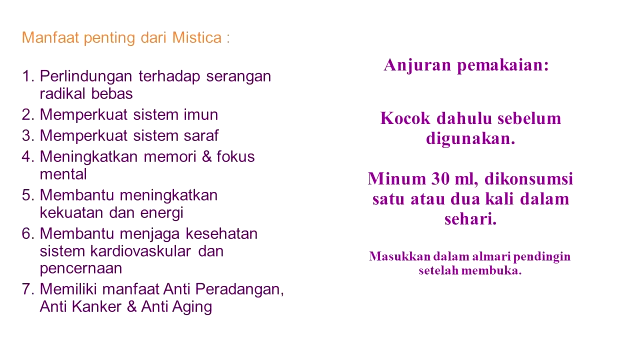 Manfaat penting dari Mistica :
1. Perlindungan terhadap serangan
radikal bebas
2. Memperkuat sistem imun
3. Memperkuat sistem saraf
4. Meningkatkan memori & fokus
mental
5. Membantu meningkatkan
kekuatan dan energi
6. Membantu menjaga kesehatan
sistem kardiovaskular dan
pencernaan
7. Memiliki manfaat Anti Peradangan,
Anti Kanker & Anti Aging
Anjuran pemakaian:
Kocok dahulu sebelum
digunakan.
Minum 30 ml, dikonsumsi
satu atau dua kali dalam
sehari.
Masukkan dalam almari pendingin
setelah membuka.